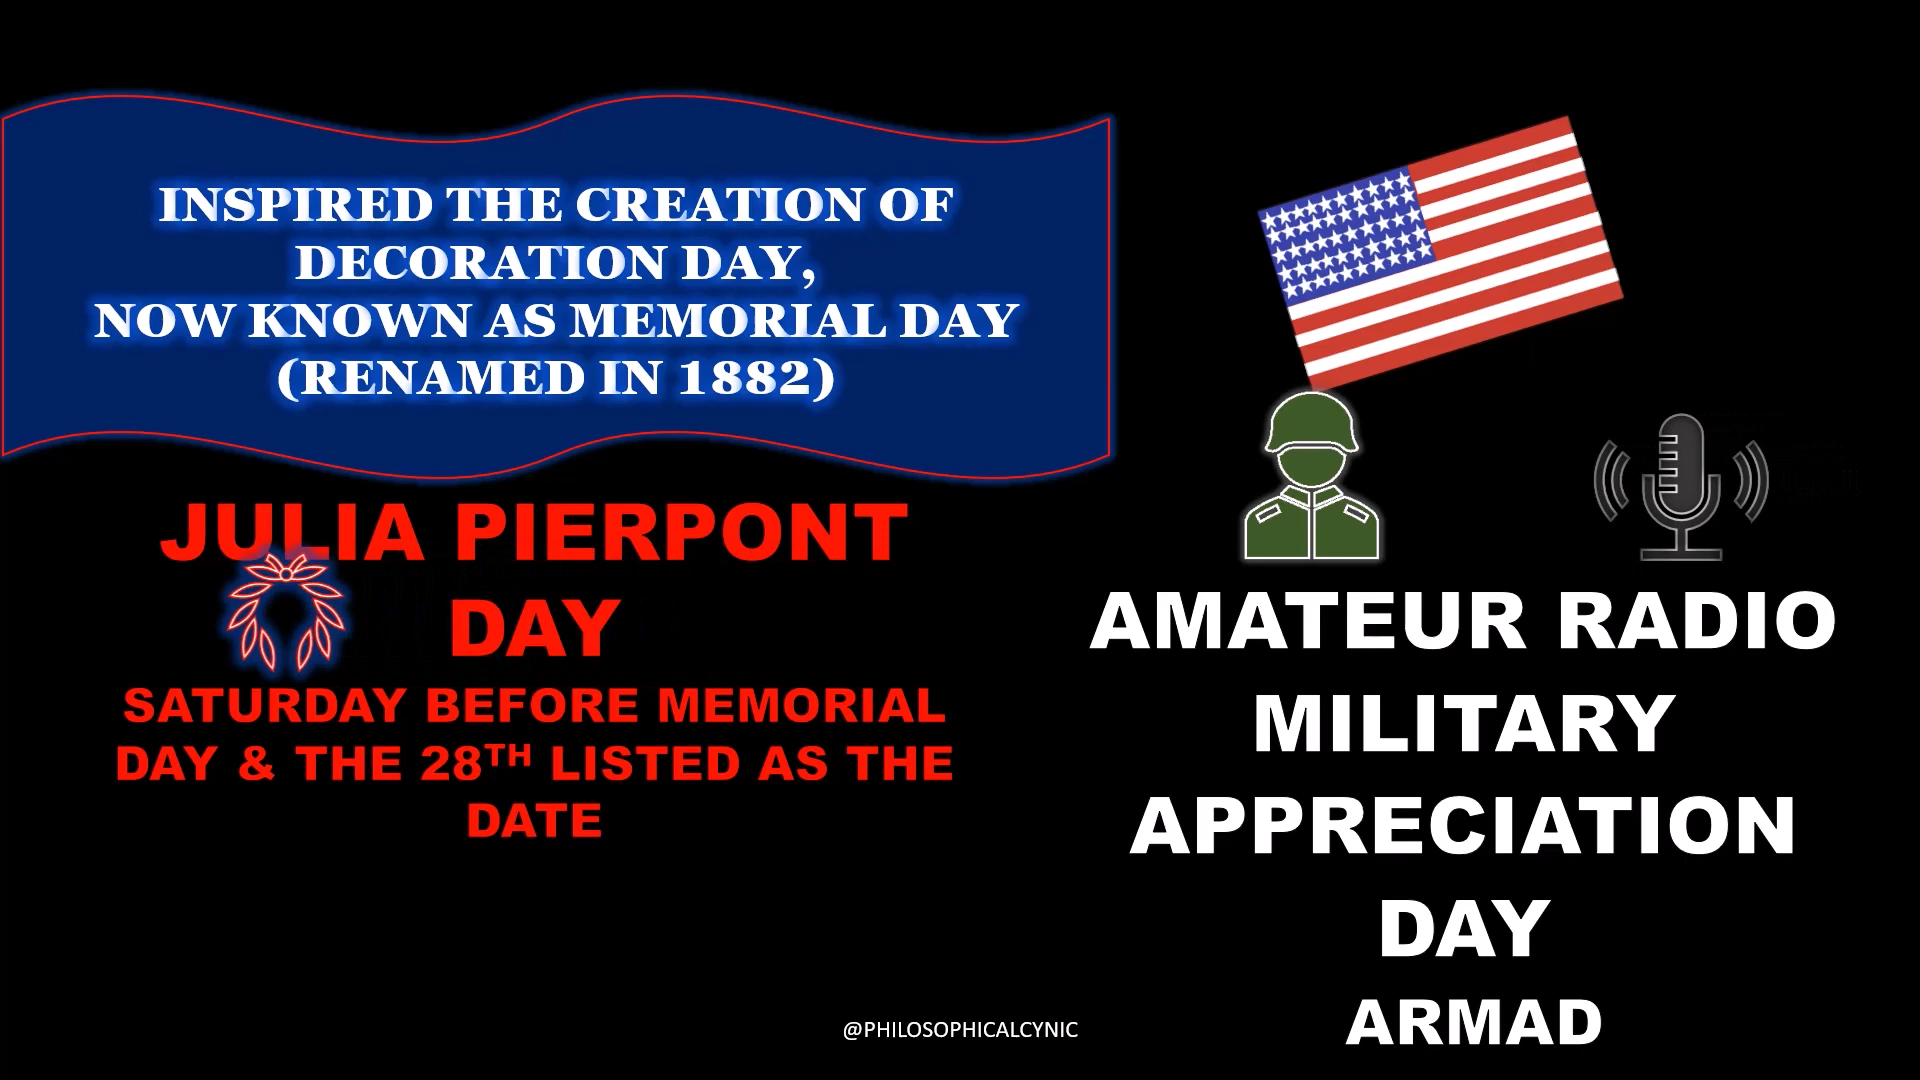 INSPIRED THE CREATION OF
DECORATION DAY,
NOW KNOWN AS MEMORIAL DAY
(RENAMED IN 1882)
JULIA PIERPONT
DAY
SATURDAY BEFORE MEMORIAL
DAY & THE 28TH LISTED AS THE
DATE
AMATEUR RADIO
MILITARY
APPRECIATION
DAY
ARMAD
@PHILOSOPHICALCYNIC